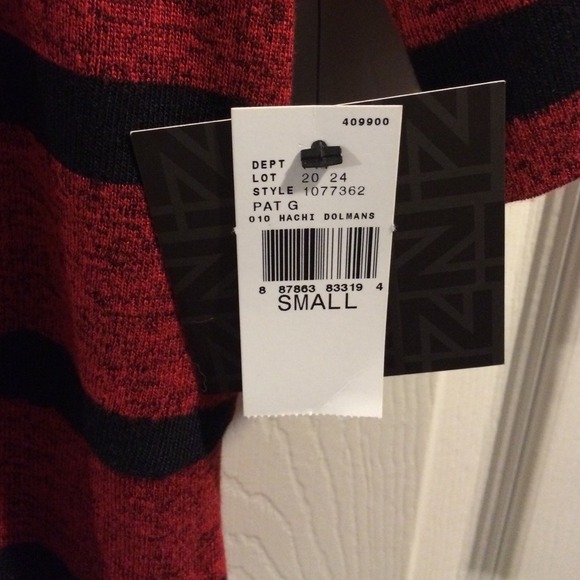 409900
DEPT
LOT 20 24
STYLE 1077362
PAT G
010 HACHI DOLMANS
8 87863 83319 4
SMALL